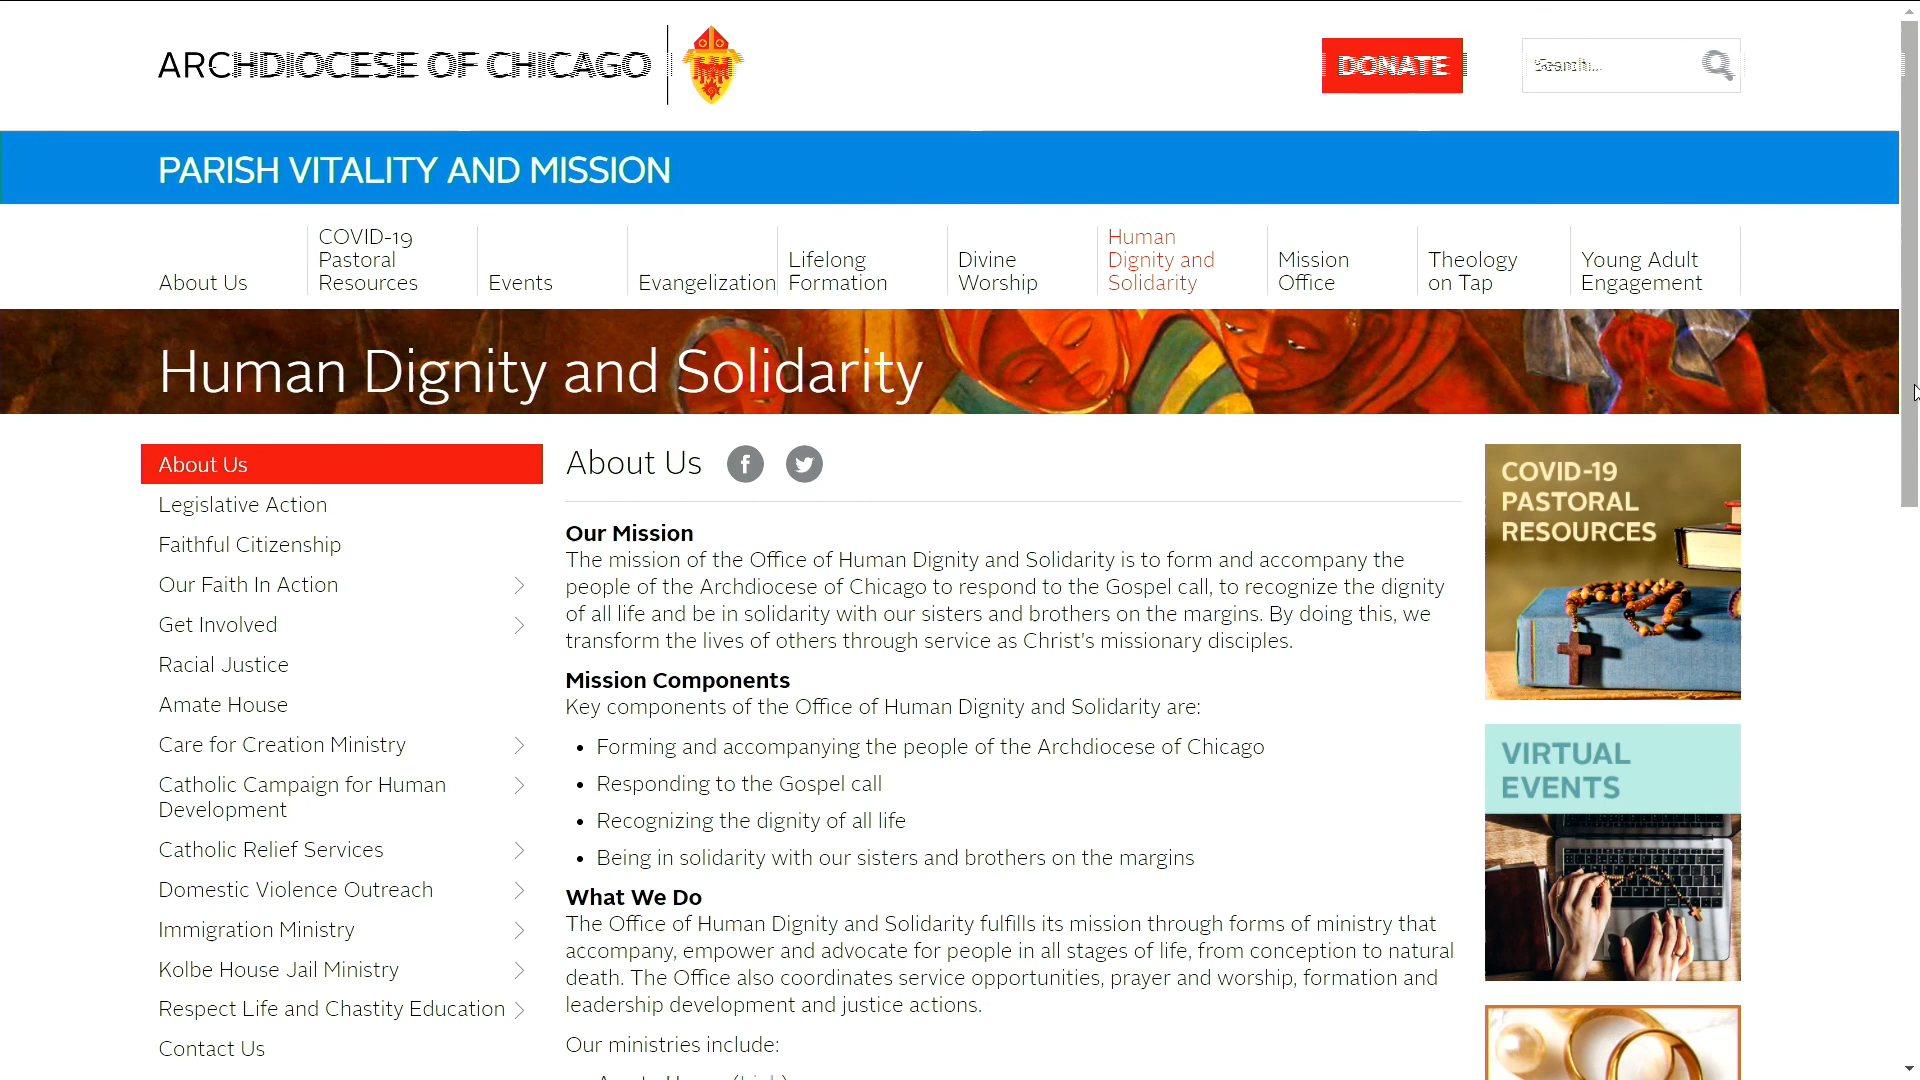 ARCHDIOCESE OF CHICAGO
DONATE
Search...
PARISH VITALITY AND MISSION
About Us
COVID-19
Pastoral
Resources
Events
Evangelization
Lifelong
Formation
Divine
Worship
Human
Dignity and
Solidarity
Mission
Office
Theology
on Tap
Young Adult
Engagement
Human Dignity and Solidarity
About Us
Legislative Action
Faithful Citizenship
Our Faith In Action
Get Involved
Racial Justice
Amate House
Care for Creation Ministry
Catholic Campaign for Human
Development
Catholic Relief Services
Domestic Violence Outreach
Immigration Ministry
Kolbe House Jail Ministry
Respect Life and Chastity Education
Contact Us
About Us
Our Mission
The mission of the Office of Human Dignity and Solidarity is to form and accompany the
people of the Archdiocese of Chicago to respond to the Gospel call, to recognize the dignity
of all life and be in solidarity with our sisters and brothers on the margins. By doing this, we
transform the lives of others through service as Christ's missionary disciples.
Mission Components
Key components of the Office of Human Dignity and Solidarity are:
• Forming and accompanying the people of the Archdiocese of Chicago
• Responding to the Gospel call
• Recognizing the dignity of all life
• Being in solidarity with our sisters and brothers on the margins
What We Do
The Office of Human Dignity and Solidarity fulfills its mission through forms of ministry that
accompany, empower and advocate for people in all stages of life, from conception to natural
death. The Office also coordinates service opportunities, prayer and worship, formation and
leadership development and justice actions.
Our ministries include:
COVID-19
PASTORAL
RESOURCES
VIRTUAL
EVENTS